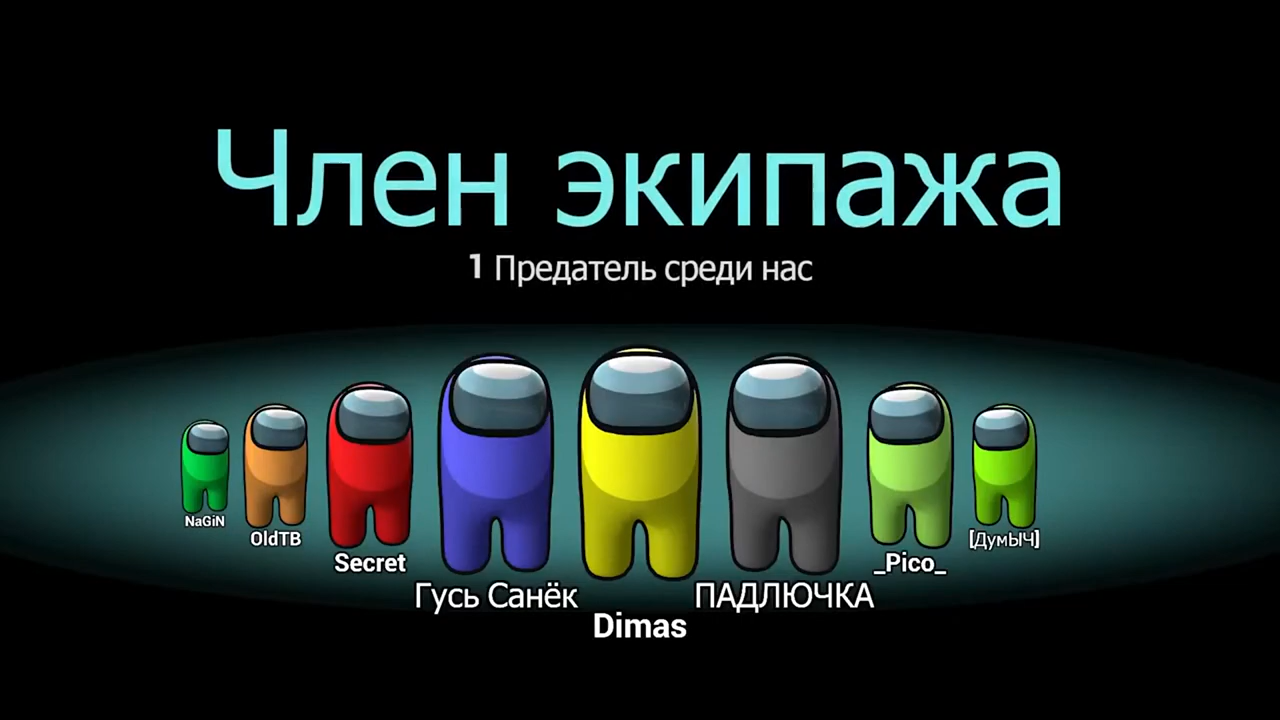 Член экипажа
1 Предатель среди нас
NaGiN
OldTB
Secret
Гусь Санёк
Dimas
ПАДЛЮЧКА
_Pico_
[ДумЫЧ]